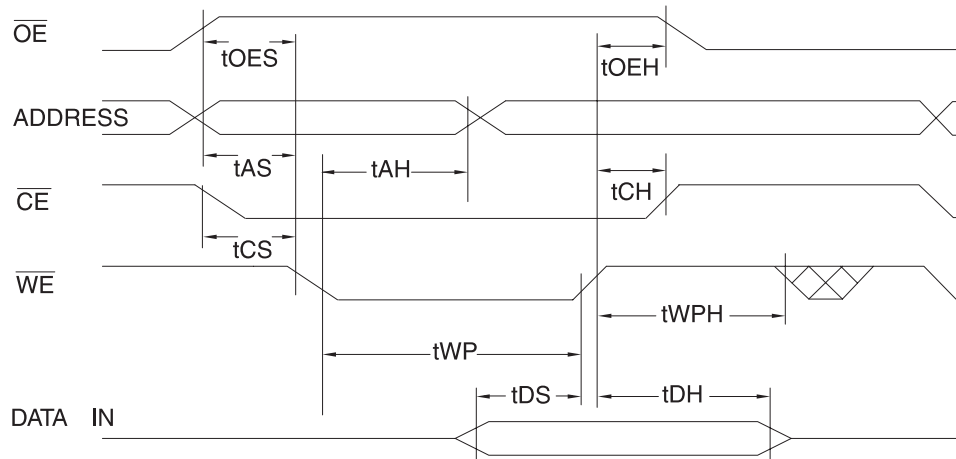 OE
tOES
tOEH
ADDRESS
tAS
tAH
CE
tCH
tCS
WE
tWPH
tWP
tDS
tDH
DATA IN